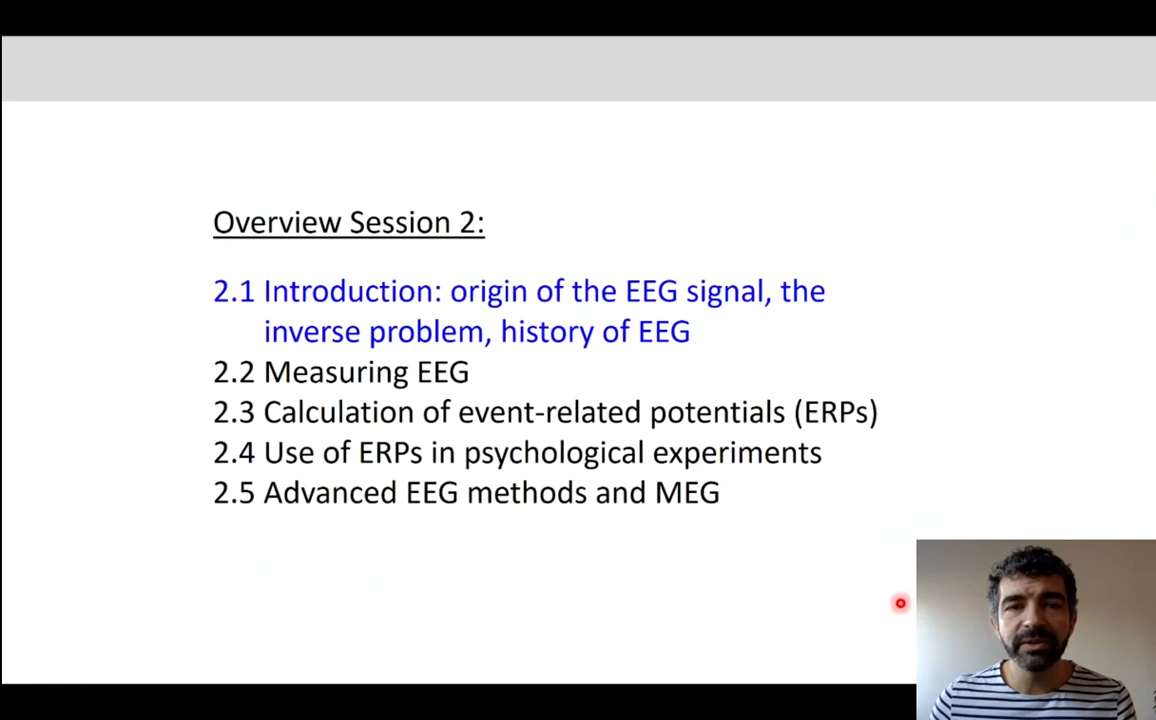 Overview Session 2:
2.1 Introduction: origin of the EEG signal, the
inverse problem, history of EEG
2.2 Measuring EEG
2.3 Calculation of event-related potentials (ERPs)
2.4 Use of ERPs in psychological experiments
2.5 Advanced EEG methods and MEG